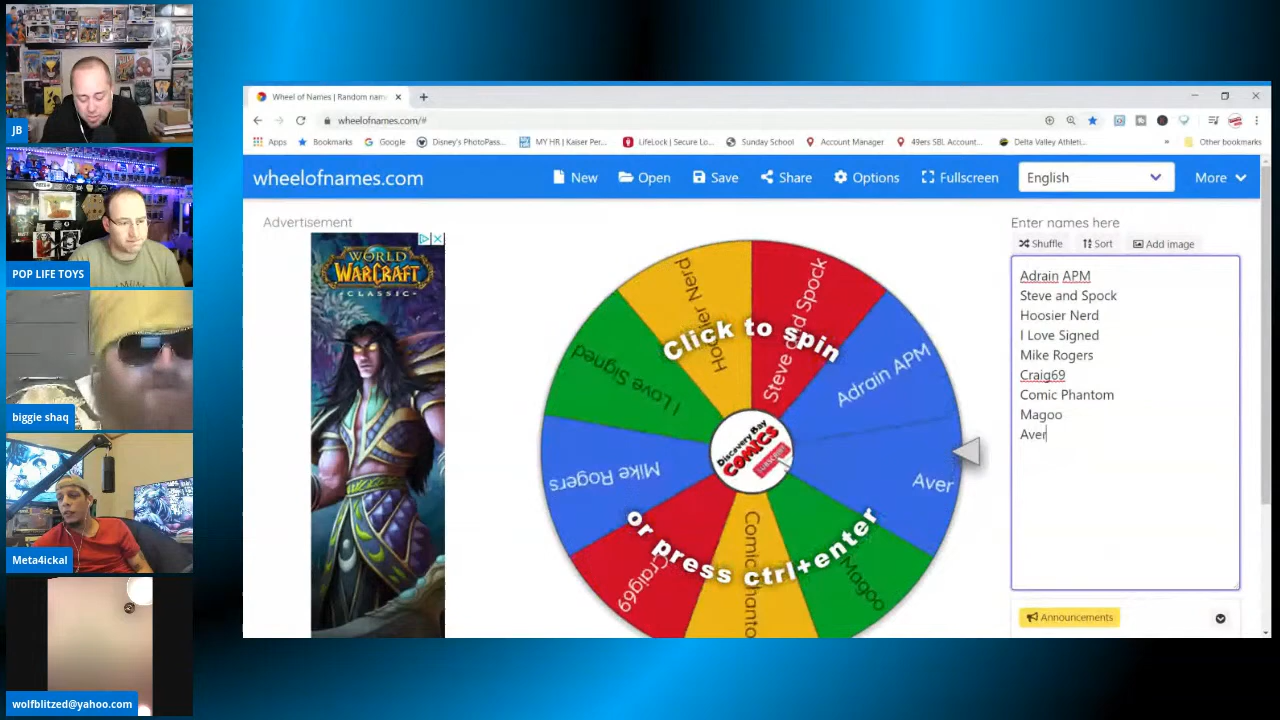 JB
POP LIFE TOYS
biggie shaq
Meta4ickal
wolfblitzed@yahoo.com
Wheel of Names | Random nam
wheelofnames.com/#
Apps Bookmarks Google Disney's PhotoPass... MY HR | Kaiser Per... LifeLock | Secure Lo... Sunday School Account Manager 49ers SBL Account... Delta Valley Athleti... » Other bookmarks
wheelofnames.com New Open Save Share Options Fullscreen English More
Advertisement
WORLD
WARCRAFT
CLASSIC
Click to spin
or press ctrl+enter
Hoosier Nerd
Steve and Spock
Adrain APM
Aver
Magoo
Comic Phantom
Craig69
Mike Rogers
I Love Signed
Discovery Bay
COMICS
SUBSCRIBE
Enter names here
Shuffle Sort Add image
Adrain APM
Steve and Spock
Hoosier Nerd
I Love Signed
Mike Rogers
Craig69
Comic Phantom
Magoo
Aver
Announcements